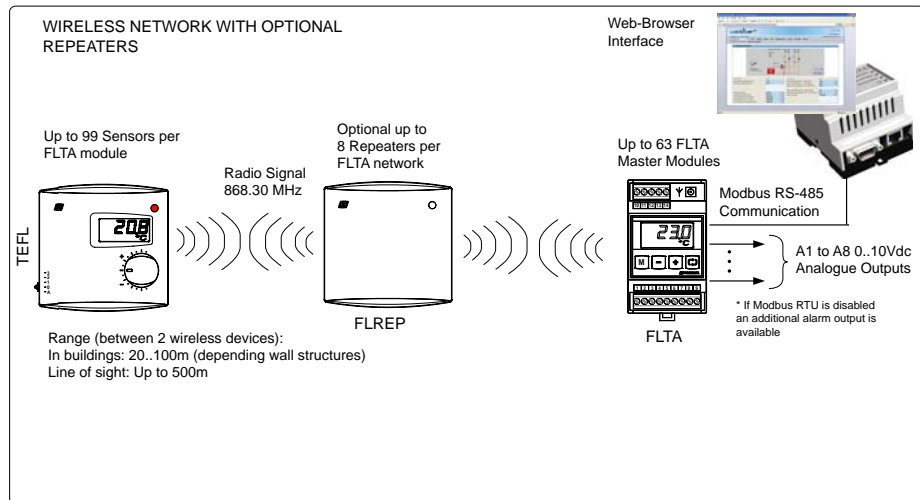 WIRELESS NETWORK WITH OPTIONAL
REPEATERS
Web-Browser
Interface
Up to 99 Sensors per
FLTA module
Radio Signal
868.30 MHz
Optional up to
8 Repeaters per
FLTA network
Up to 63 FLTA
Master Modules
Modbus RS-485
Communication
TEFL
20.8
°C
FLREP
23.0
°C
M - +
FLTA
A1 to A8 0..10Vdc
Analogue Outputs
* If Modbus RTU is disabled
an additional alarm output is
available
Range (between 2 wireless devices):
In buildings: 20..100m (depending wall structures)
Line of sight: Up to 500m